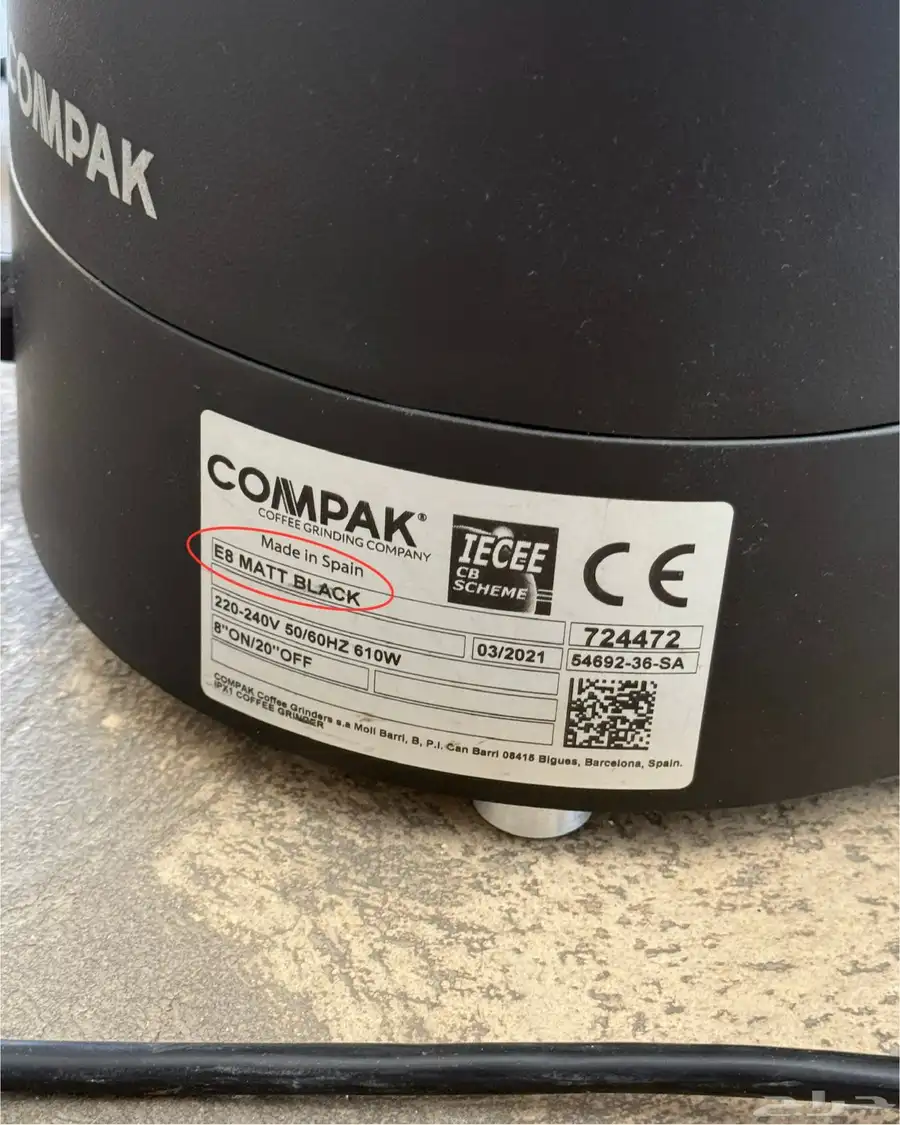 COMPAK
COMPAK®
COFFEE GRINDING COMPANY
Made in Spain
E8 MATT BLACK
IECEE
CB
SCHEME
CE
220-240V 50/60HZ 610W
03/2021
724472
8"ON/20"OFF
54692-36-SA
COMPAK Coffee Grinders s.a Moli Barri, B, P.I. Can Barri 08415 Bigues, Barcelona, Spain.
IPX1 COFFEE GRINDER
حراج